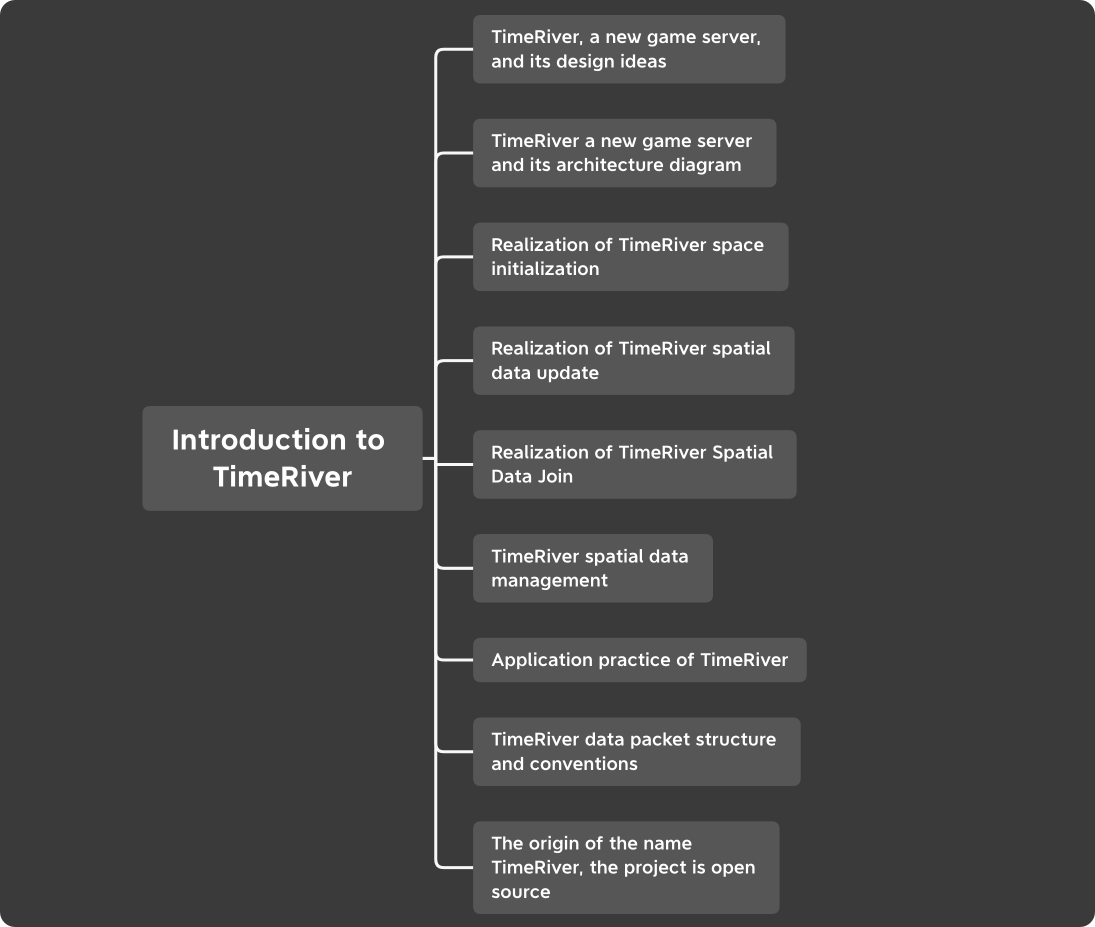 TimeRiver, a new game server,
and its design ideas
TimeRiver a new game server
and its architecture diagram
Realization of TimeRiver space
initialization
Realization of TimeRiver spatial
data update
Introduction to
TimeRiver
Realization of TimeRiver Spatial
Data Join
TimeRiver spatial data
management
Application practice of TimeRiver
TimeRiver data packet structure
and conventions
The origin of the name
TimeRiver, the project is open
source